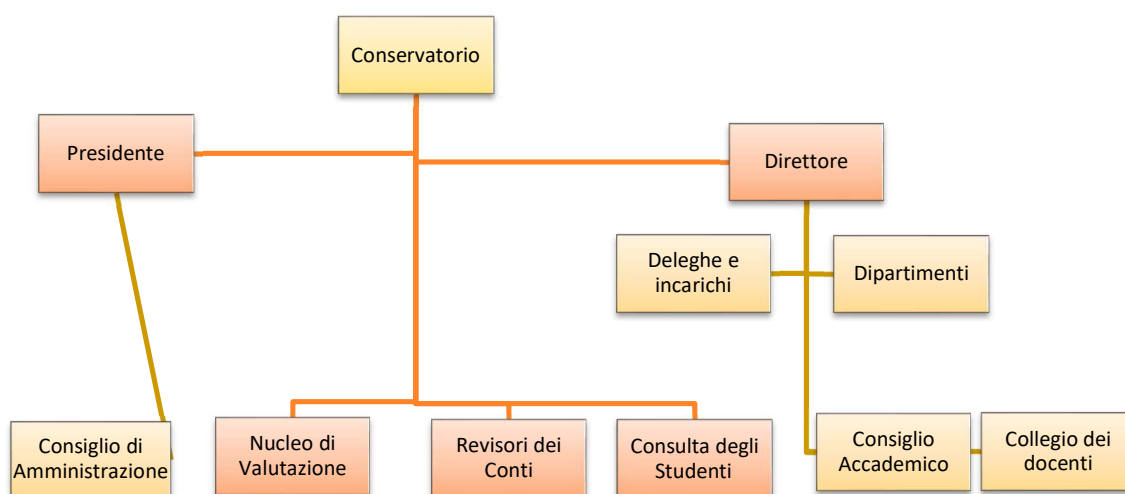 Conservatorio
Presidente
Direttore
Deleghe e
incarichi
Dipartimenti
Consiglio di
Amministrazione
Nucleo di
Valutazione
Revisori dei
Conti
Consulta degli
Studenti
Consiglio
Accademico
Collegio dei
docenti